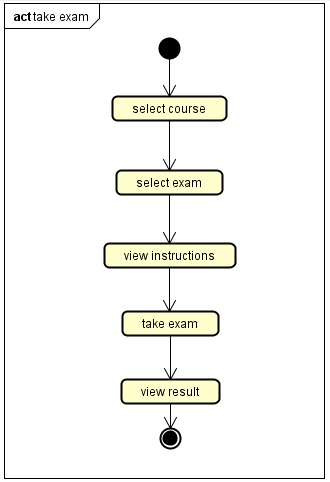 act take exam
select course
select exam
view instructions
take exam
view result